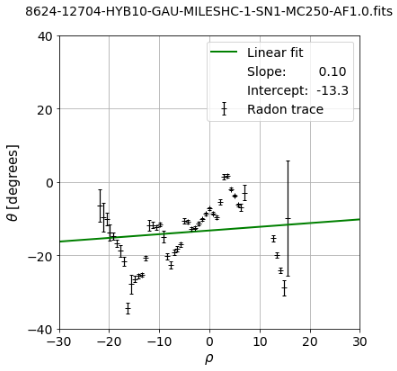 8624-12704-HYB10-GAU-MILESHC-1-SN1-MC250-AF1.0.fits
40
20
0
−20
−40
θ [degrees]
Linear fit
Slope: 0.10
Intercept: -13.3
Radon trace
−30 −20 −10 0 10 20 30
ρ